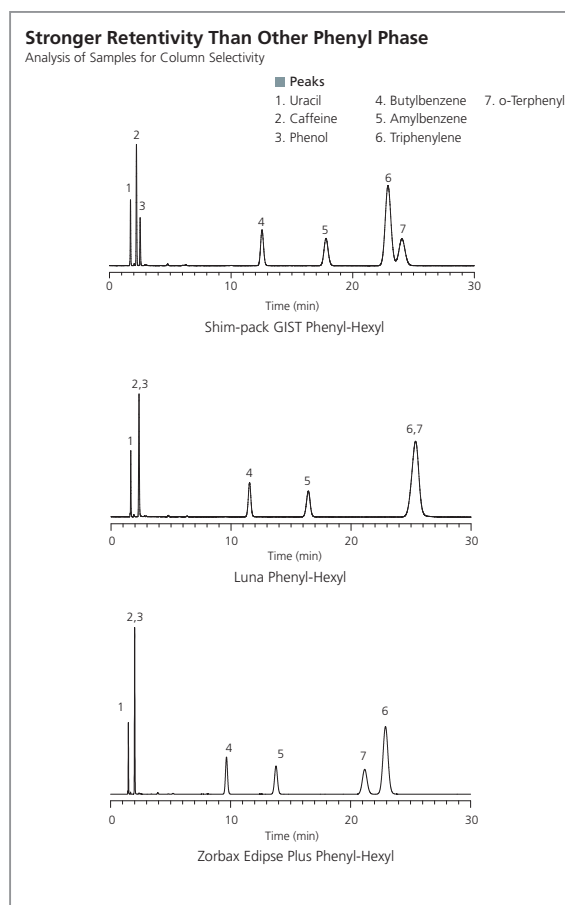 Stronger Retentivity Than Other Phenyl Phase
Analysis of Samples for Column Selectivity
Peaks
1. Uracil 4. Butylbenzene 7. o-Terphenyl
2. Caffeine 5. Amylbenzene
3. Phenol 6. Triphenylene
1 2 3 4 5 6 7
0 10 20 30
Time (min)
Shim-pack GIST Phenyl-Hexyl
1 2,3 4 5 6,7
0 10 20 30
Time (min)
Luna Phenyl-Hexyl
1 2,3 4 5 7 6
0 10 20 30
Time (min)
Zorbax Edipse Plus Phenyl-Hexyl